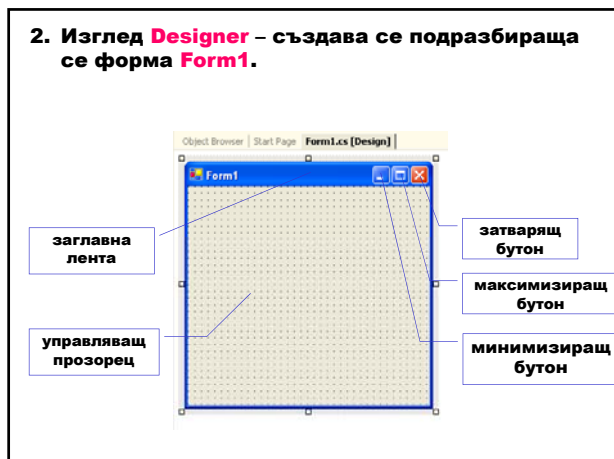 2. Изглед Designer – създава се подразбираща
се форма Form1.
Object Browser | Start Page Form1.cs [Design]
Form1
заглавна
лента
затварящ
бутон
максимизиращ
бутон
управляващ
прозорец
минимизиращ
бутон